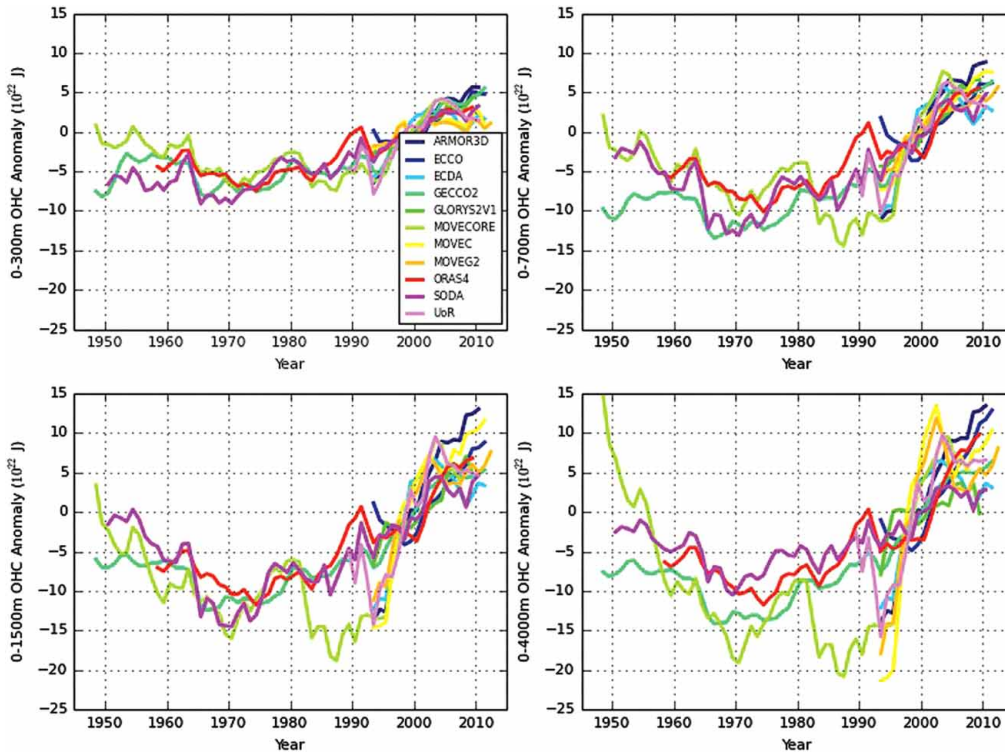 15
10
5
0
−5
−10
−15
−20
−25
0-300m OHC Anomaly (10²² J)
1950 1960 1970 1980 1990 2000 2010
Year
ARMOR3D
ECCO
ECDA
GECCO2
GLORYS2V1
MOVECORE
MOVEC
MOVEG2
ORAS4
SODA
UoR
15
10
5
0
−5
−10
−15
−20
−25
0-700m OHC Anomaly (10²² J)
1950 1960 1970 1980 1990 2000 2010
Year
15
10
5
0
−5
−10
−15
−20
−25
0-1500m OHC Anomaly (10²² J)
1950 1960 1970 1980 1990 2000 2010
Year
15
10
5
0
−5
−10
−15
−20
−25
0-4000m OHC Anomaly (10²² J)
1950 1960 1970 1980 1990 2000 2010
Year